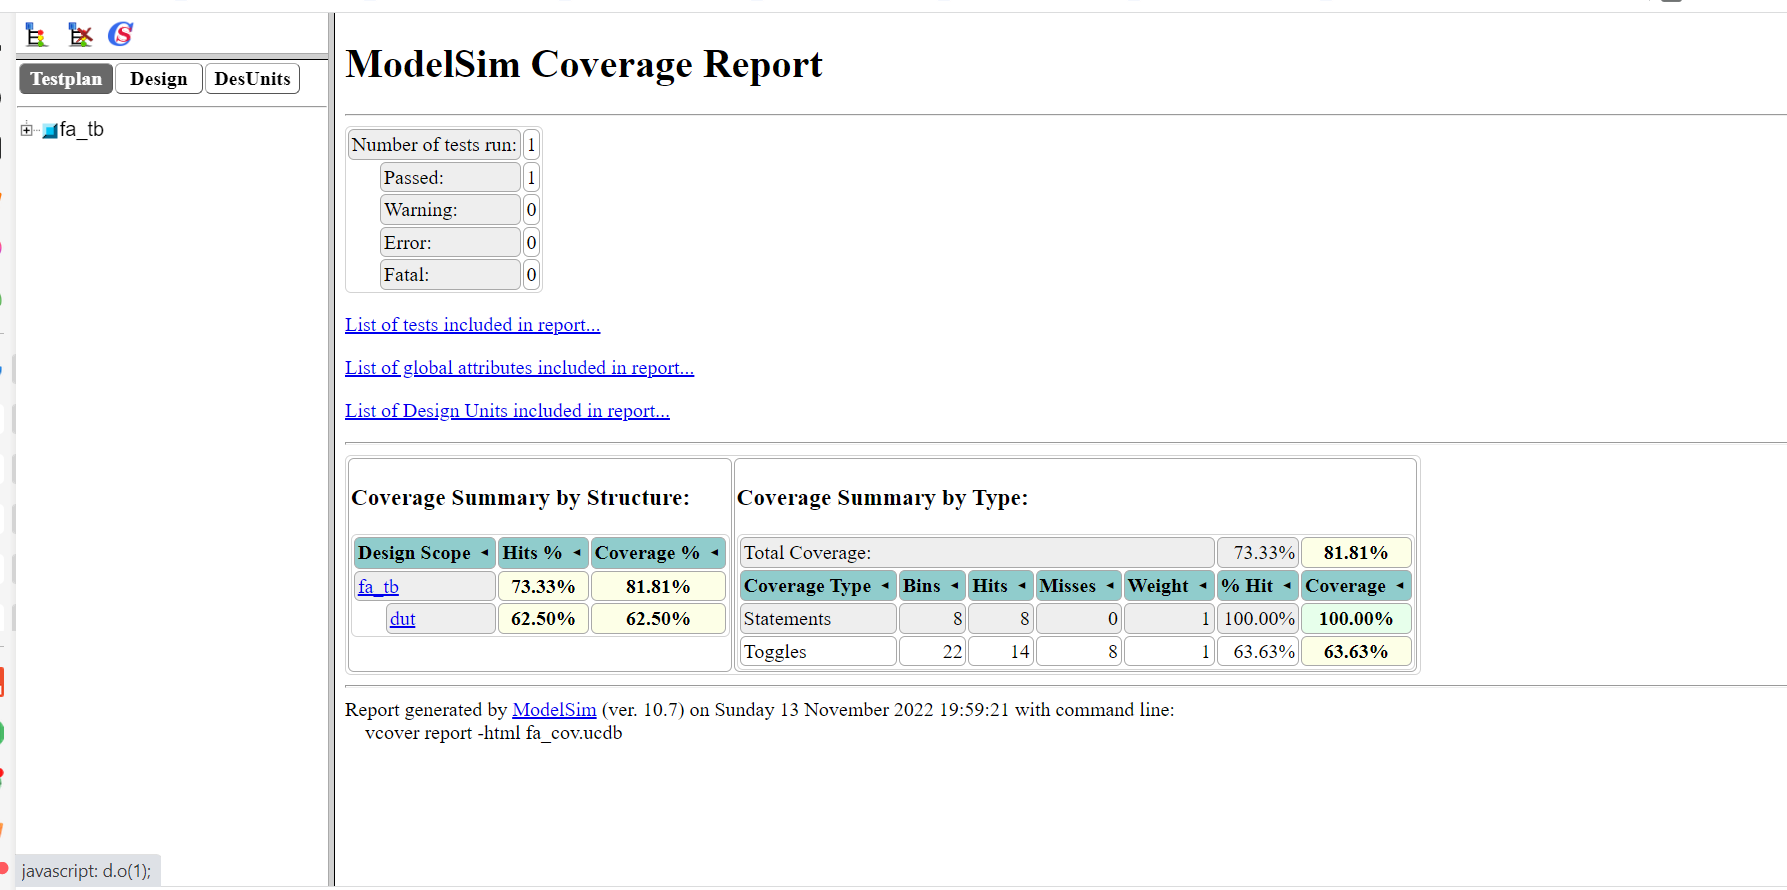 Testplan Design DesUnits
fa_tb
ModelSim Coverage Report
Number of tests run: 1
Passed: 1
Warning: 0
Error: 0
Fatal: 0
List of tests included in report...
List of global attributes included in report...
List of Design Units included in report...
Coverage Summary by Structure:
Design Scope Hits % Coverage %
fa_tb 73.33% 81.81%
dut 62.50% 62.50%
Coverage Summary by Type:
Total Coverage: 73.33% 81.81%
Coverage Type Bins Hits Misses Weight % Hit Coverage
Statements 8 8 0 1 100.00% 100.00%
Toggles 22 14 8 1 63.63% 63.63%
Report generated by ModelSim (ver. 10.7) on Sunday 13 November 2022 19:59:21 with command line:
vcover report -html fa_cov.ucdb
javascript: d.o(1);